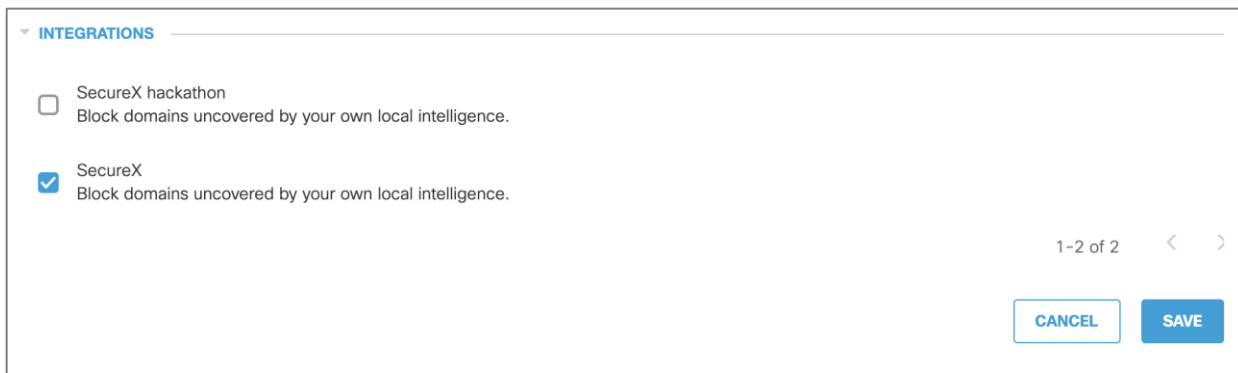 INTEGRATIONS
SecureX hackathon
Block domains uncovered by your own local intelligence.
SecureX
Block domains uncovered by your own local intelligence.
1-2 of 2
CANCEL SAVE